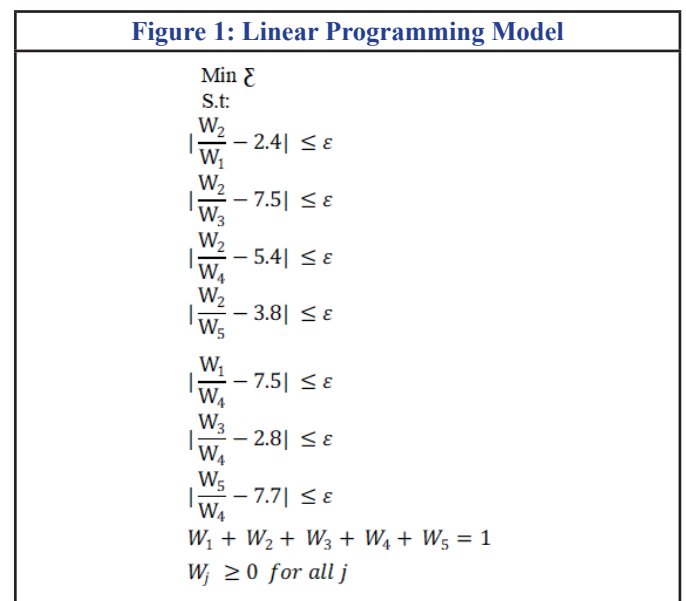 Figure 1: Linear Programming Model
Min ℇ
S.t:
|W₂/W₁ − 2.4| ≤ ε
|W₂/W₃ − 7.5| ≤ ε
|W₂/W₄ − 5.4| ≤ ε
|W₂/W₅ − 3.8| ≤ ε
|W₁/W₄ − 7.5| ≤ ε
|W₃/W₄ − 2.8| ≤ ε
|W₅/W₄ − 7.7| ≤ ε
W₁ + W₂ + W₃ + W₄ + W₅ = 1
Wⱼ ≥ 0 for all j